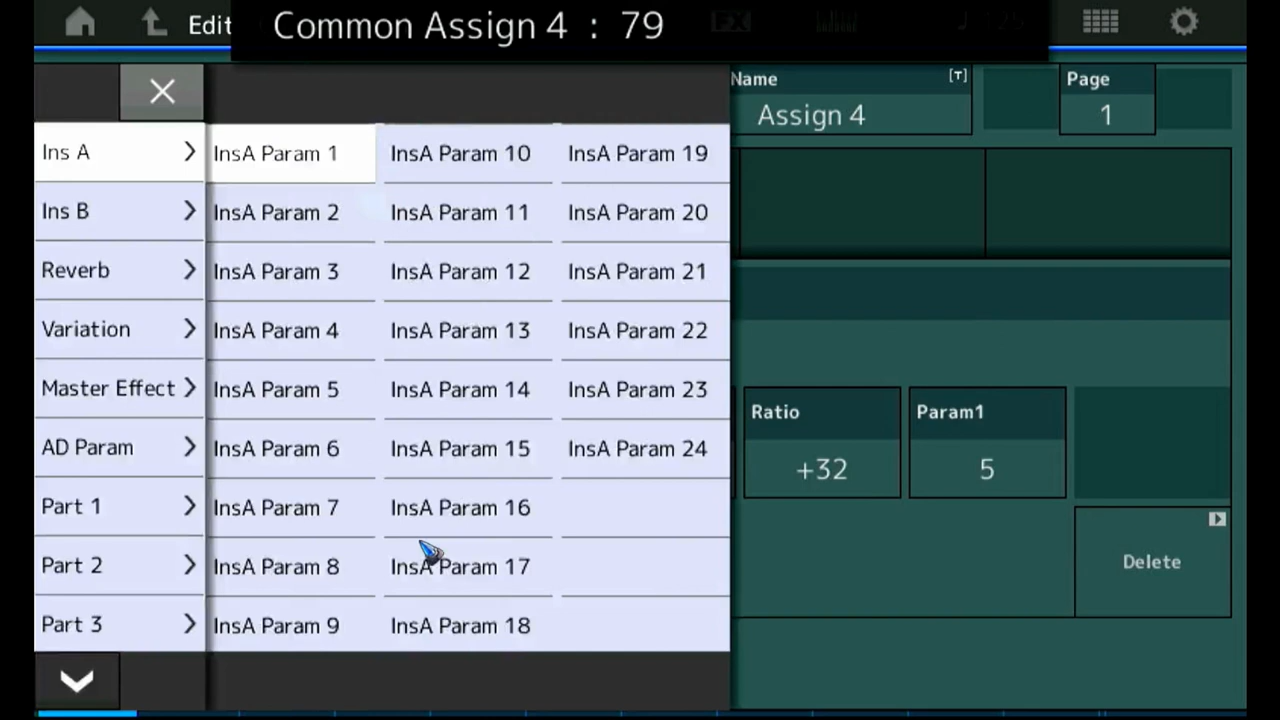 Edit
Common Assign 4 : 79
FX
Name
[T]
Assign 4
Page
1
Ins A
Ins B
Reverb
Variation
Master Effect
AD Param
Part 1
Part 2
Part 3
InsA Param 1
InsA Param 2
InsA Param 3
InsA Param 4
InsA Param 5
InsA Param 6
InsA Param 7
InsA Param 8
InsA Param 9
InsA Param 10
InsA Param 11
InsA Param 12
InsA Param 13
InsA Param 14
InsA Param 15
InsA Param 16
InsA Param 17
InsA Param 18
InsA Param 19
InsA Param 20
InsA Param 21
InsA Param 22
InsA Param 23
InsA Param 24
Ratio
+32
Param1
5
Delete